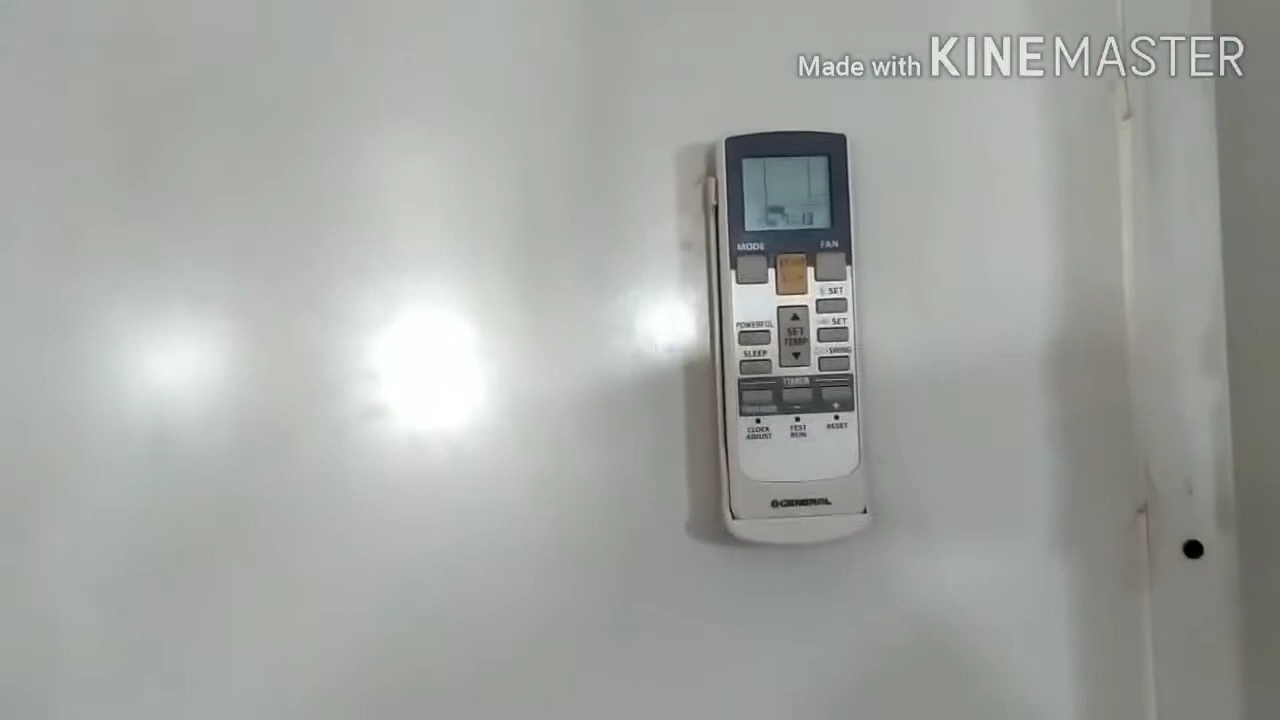 Made with KINEMASTER
MODE
FAN
SET
POWERFUL
SET
TEMP
SET
SLEEP
SWING
TIMER
CLOCK
ADJUST
TEST
RUN
RESET
GENERAL